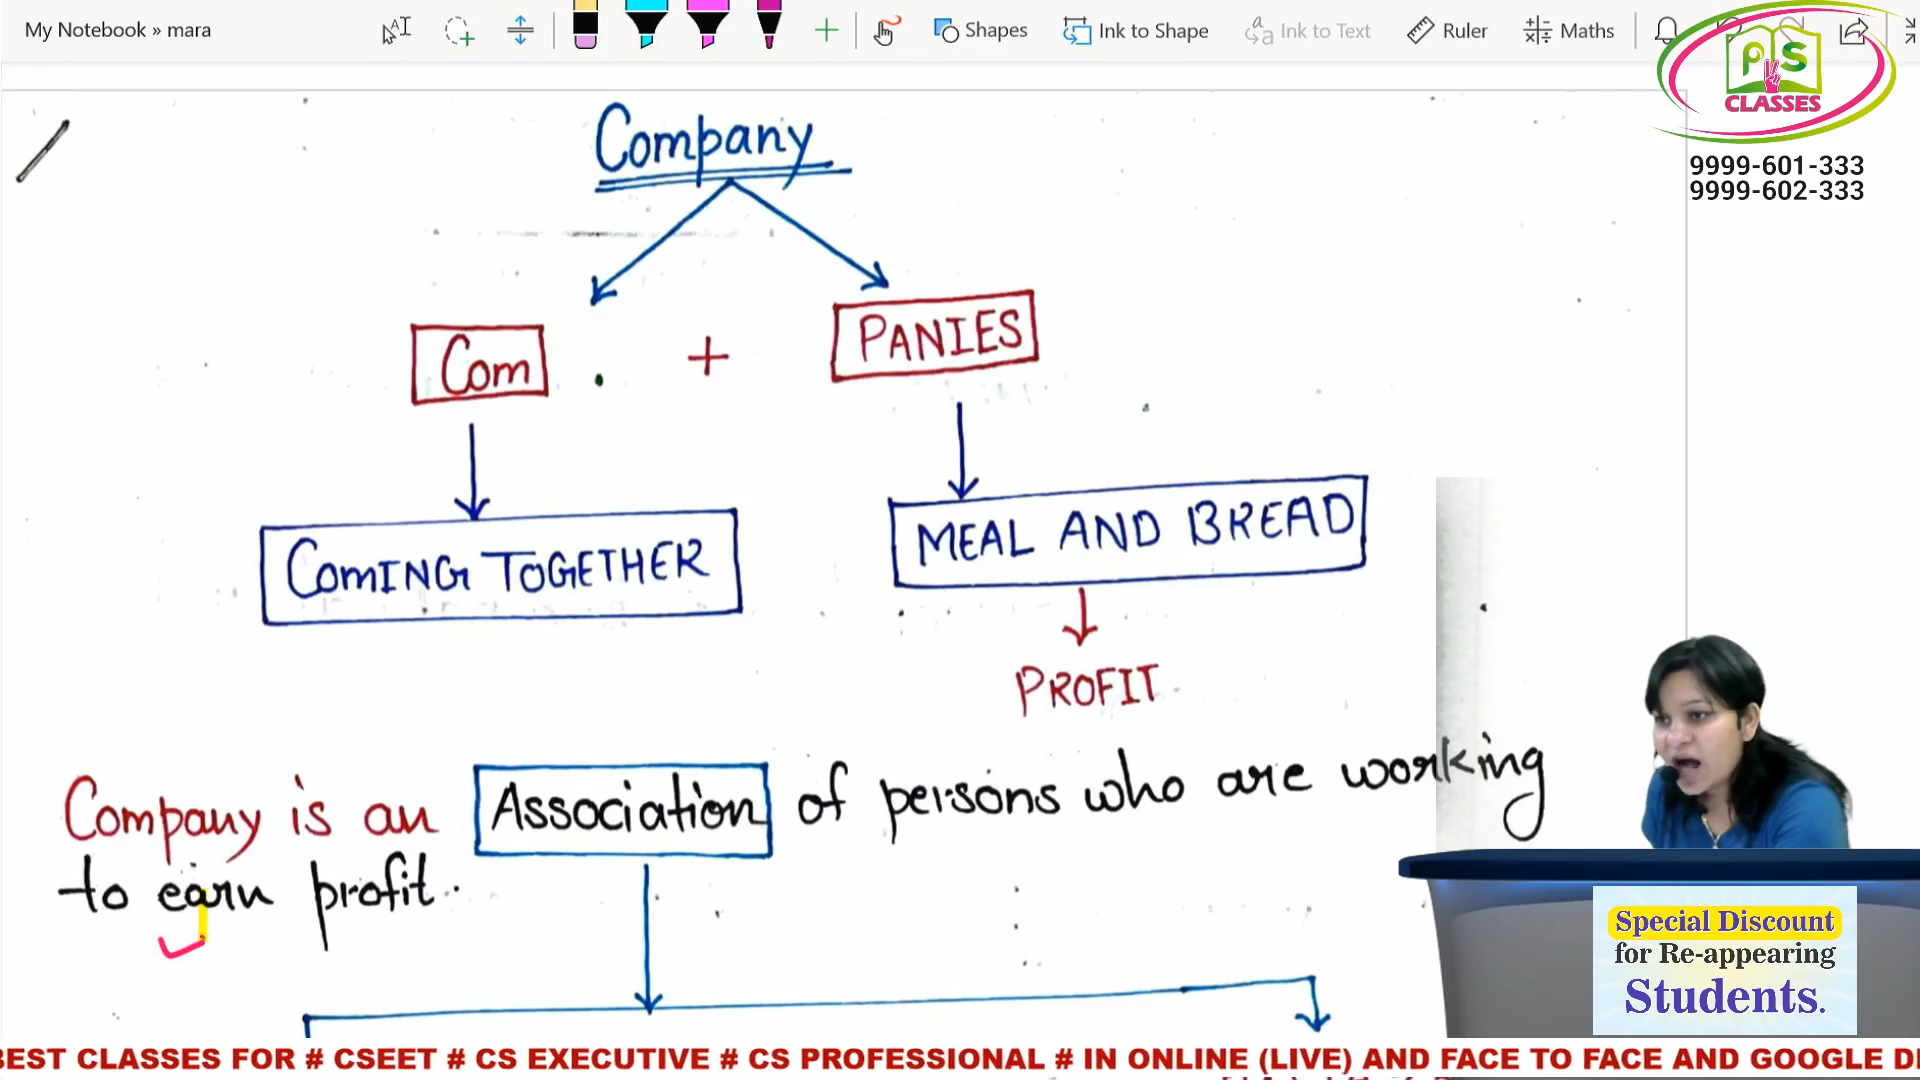 My Notebook » mara
Shapes
Ink to Shape
Ink to Text
Ruler
Maths
PS
CLASSES
9999-601-333
9999-602-333
Company
Com + PANIES
COMING TOGETHER
MEAL AND BREAD
PROFIT
Company is an Association of persons who are working
to earn profit.
Special Discount
for Re-appearing
Students.
BEST CLASSES FOR # CSEET # CS EXECUTIVE # CS PROFESSIONAL # IN ONLINE (LIVE) AND FACE TO FACE AND GOOGLE